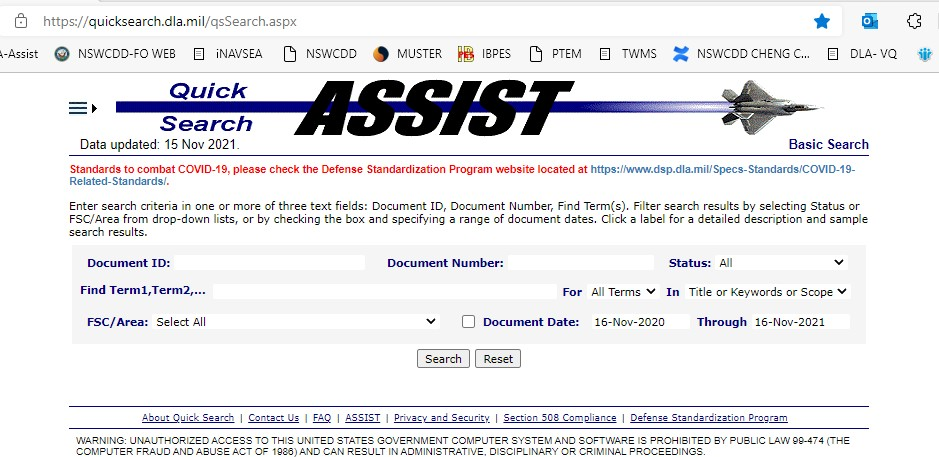 https://quicksearch.dla.mil/qsSearch.aspx
A-Assist NSWCDD-FO WEB iNAVSEA NSWCDD MUSTER IBPES PTEM TWMS NSWCDD CHENG C... DLA- VQ
Quick
Search
ASSIST
Data updated: 15 Nov 2021.
Basic Search
Standards to combat COVID-19, please check the Defense Standardization Program website located at https://www.dsp.dla.mil/Specs-Standards/COVID-19-
Related-Standards/.
Enter search criteria in one or more of three text fields: Document ID, Document Number, Find Term(s). Filter search results by selecting Status or
FSC/Area from drop-down lists, or by checking the box and specifying a range of document dates. Click a label for a detailed description and sample
search results.
Document ID: Document Number: Status: All
Find Term1,Term2,... For All Terms In Title or Keywords or Scope
FSC/Area: Select All Document Date: 16-Nov-2020 Through 16-Nov-2021
Search Reset
About Quick Search | Contact Us | FAQ | ASSIST | Privacy and Security | Section 508 Compliance | Defense Standardization Program
WARNING: UNAUTHORIZED ACCESS TO THIS UNITED STATES GOVERNMENT COMPUTER SYSTEM AND SOFTWARE IS PROHIBITED BY PUBLIC LAW 99-474 (THE
COMPUTER FRAUD AND ABUSE ACT OF 1986) AND CAN RESULT IN ADMINISTRATIVE, DISCIPLINARY OR CRIMINAL PROCEEDINGS.